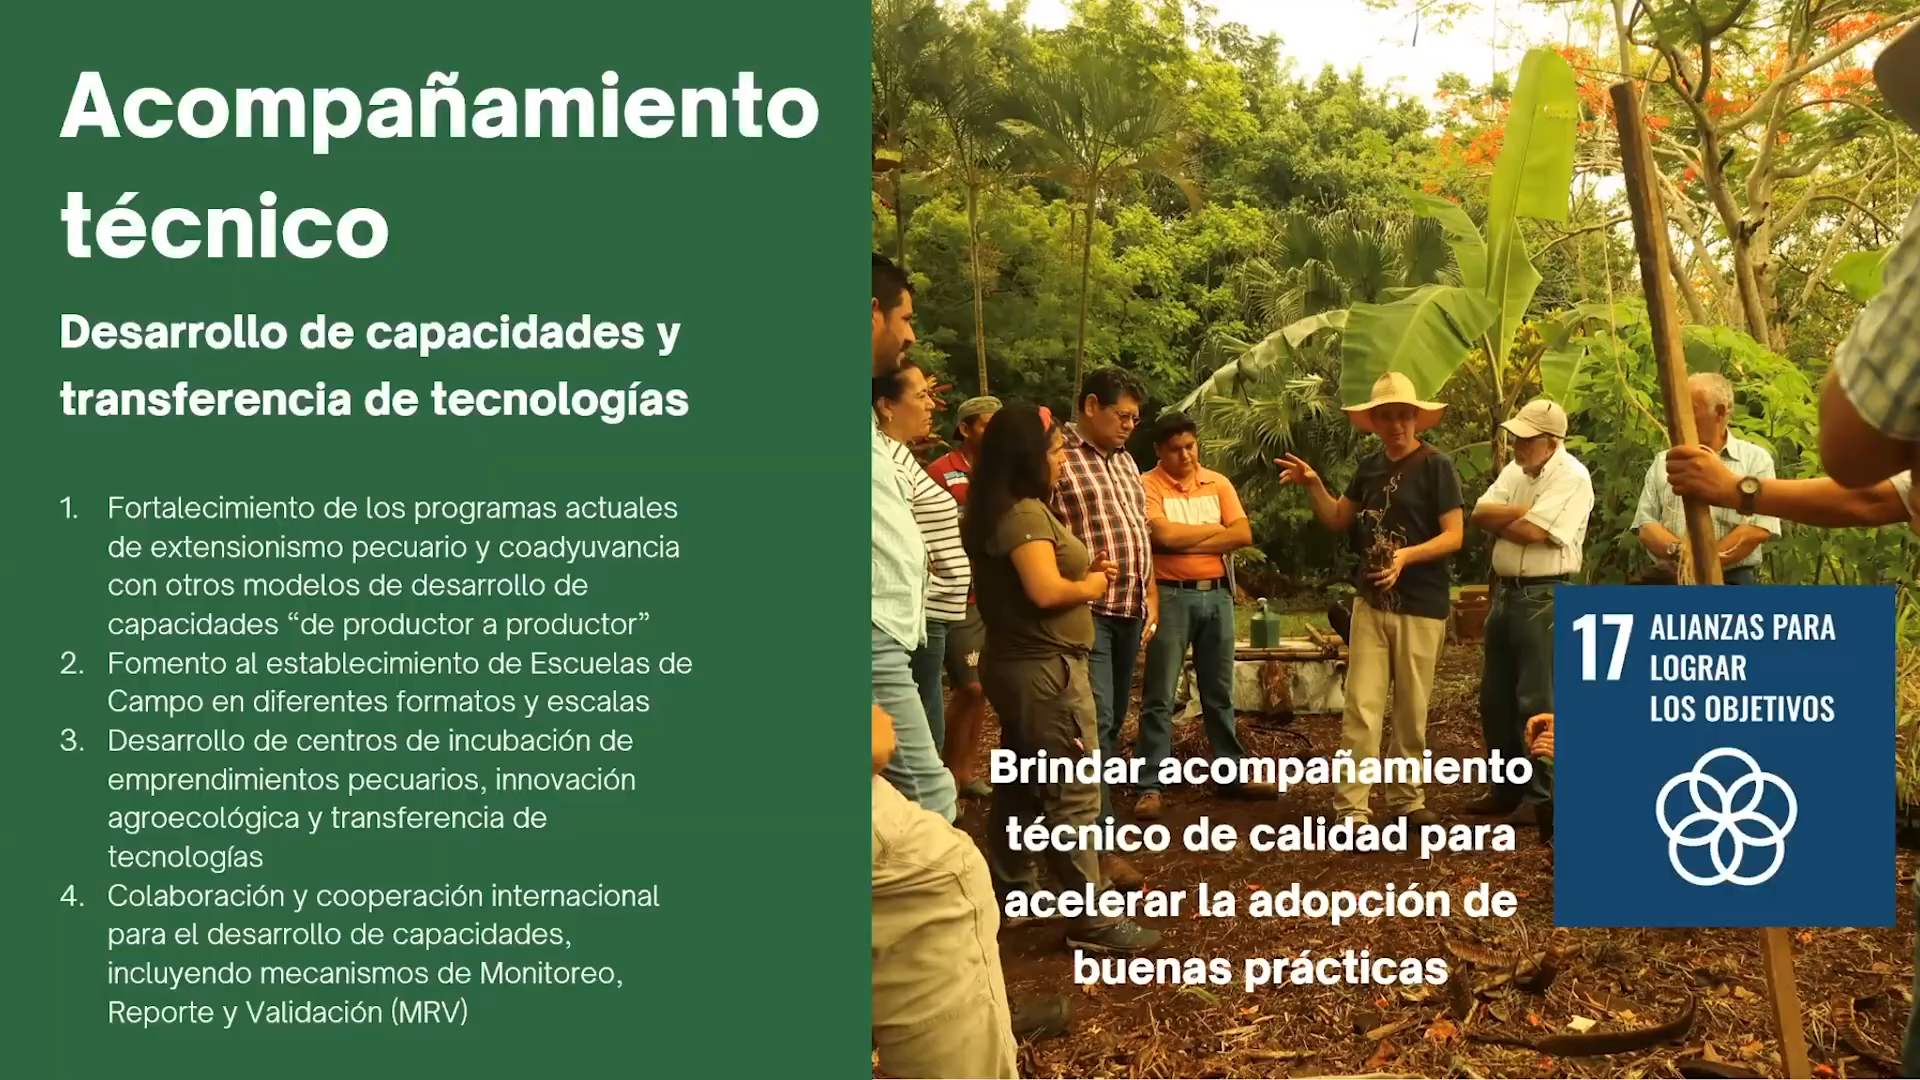 Acompañamiento
técnico
Desarrollo de capacidades y
transferencia de tecnologías
1. Fortalecimiento de los programas actuales
de extensionismo pecuario y coadyuvancia
con otros modelos de desarrollo de
capacidades “de productor a productor”
2. Fomento al establecimiento de Escuelas de
Campo en diferentes formatos y escalas
3. Desarrollo de centros de incubación de
emprendimientos pecuarios, innovación
agroecológica y transferencia de
tecnologías
4. Colaboración y cooperación internacional
para el desarrollo de capacidades,
incluyendo mecanismos de Monitoreo,
Reporte y Validación (MRV)
Brindar acompañamiento
técnico de calidad para
acelerar la adopción de
buenas prácticas
17 ALIANZAS PARA
LOGRAR
LOS OBJETIVOS